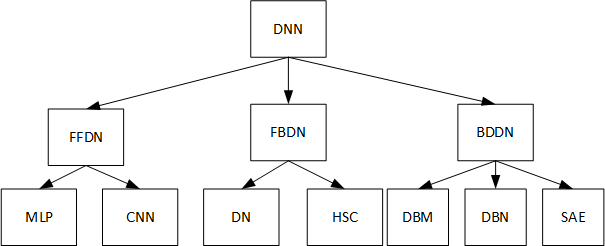 DNN
FFDN
FBDN
BDDN
MLP
CNN
DN
HSC
DBM
DBN
SAE